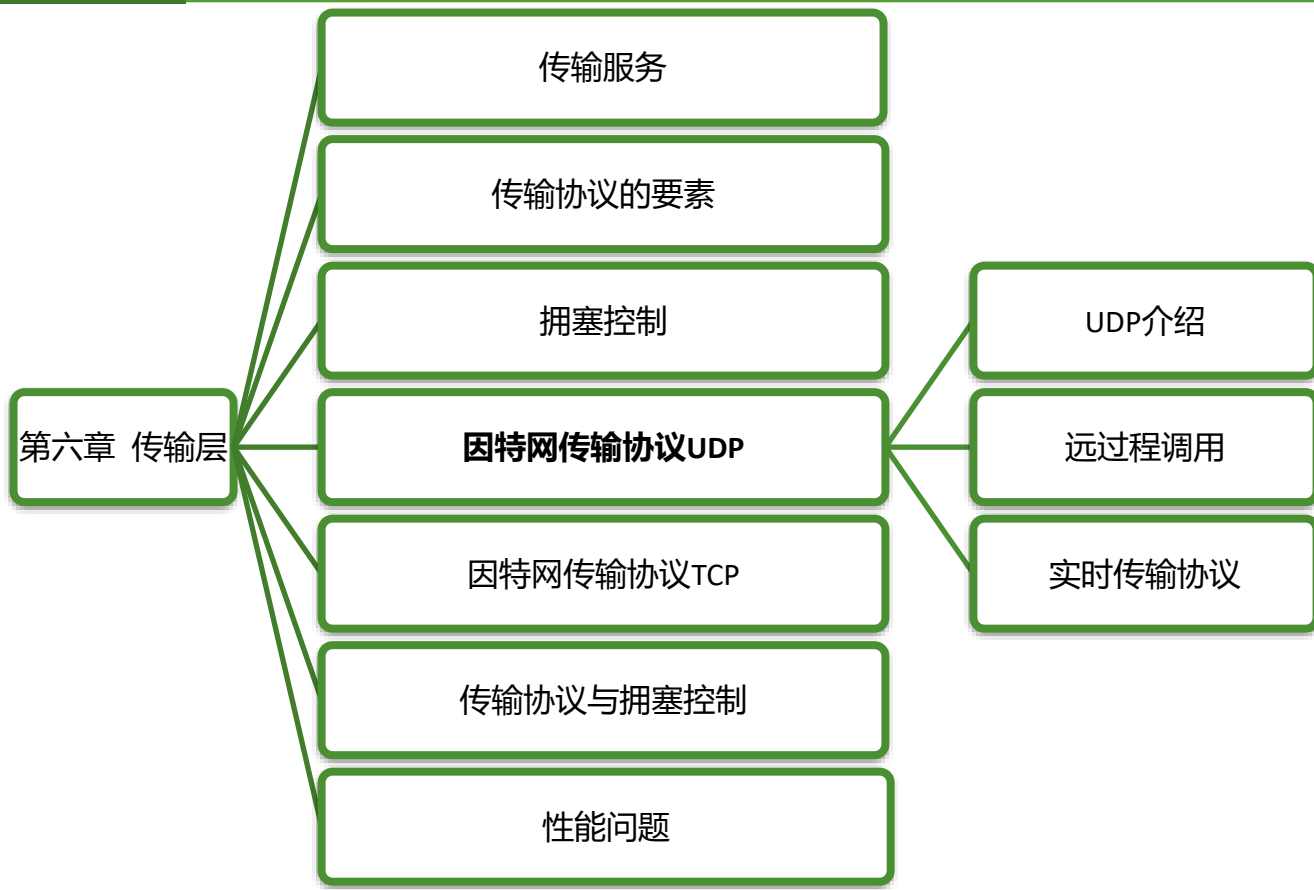 传输服务
传输协议的要素
拥塞控制
UDP介绍
第六章 传输层
因特网传输协议UDP
远过程调用
因特网传输协议TCP
实时传输协议
传输协议与拥塞控制
性能问题